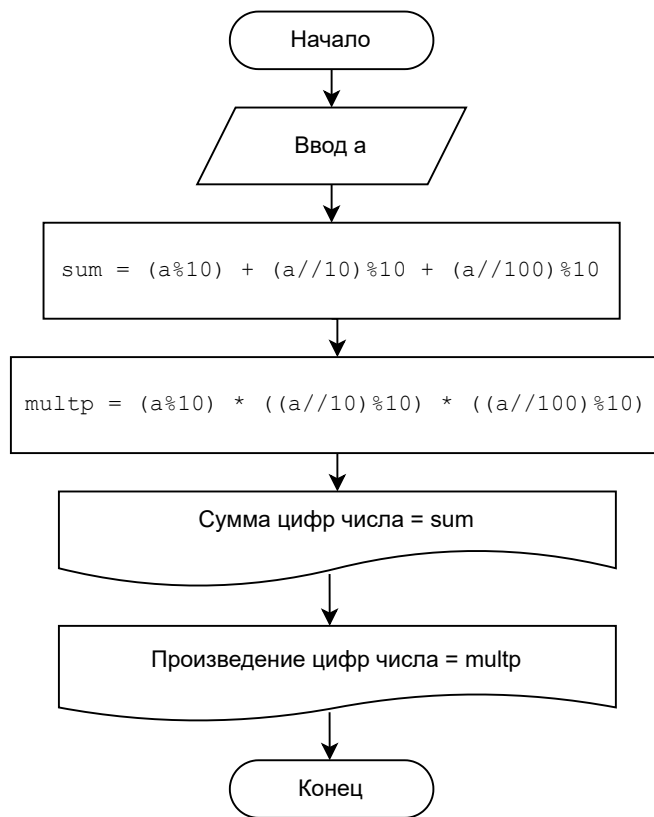 Начало
Ввод a
sum = (a%10) + (a//10)%10 + (a//100)%10
multp = (a%10) * ((a//10)%10) * ((a//100)%10)
Сумма цифр числа = sum
Произведение цифр числа = multp
Конец